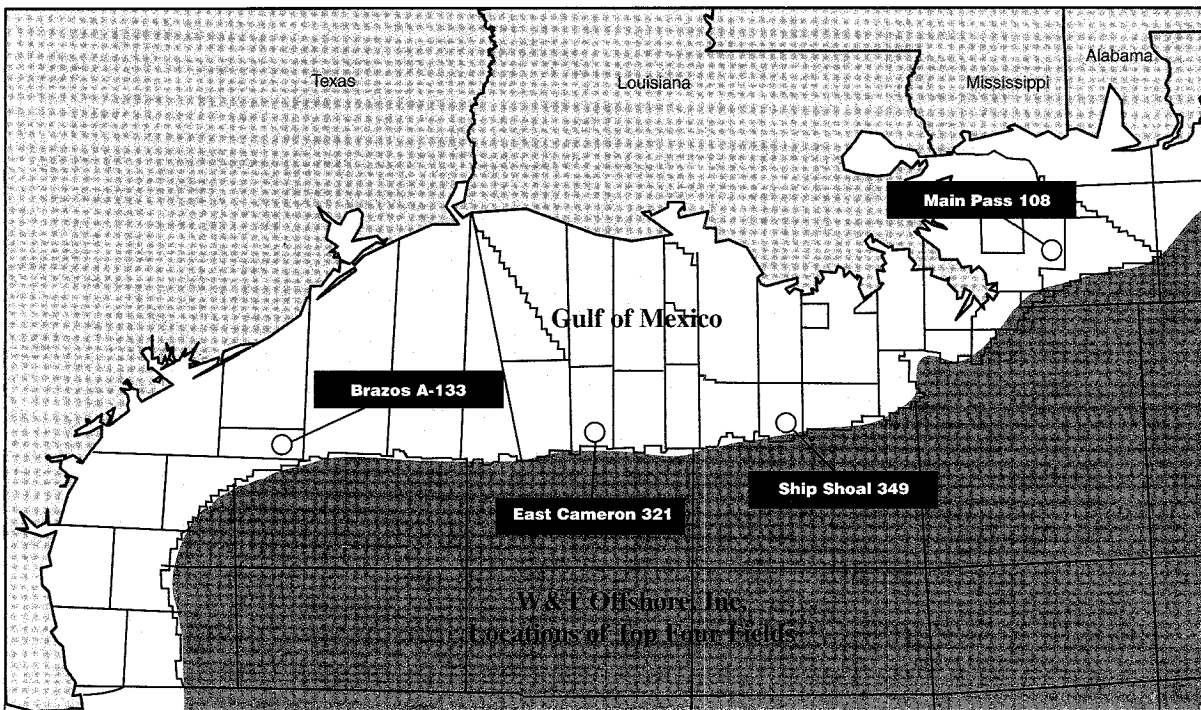 Alabama
Texas
Louisiana
Mississippi
Main Pass 108
Gulf of Mexico
Brazos A-133
Ship Shoal 349
East Cameron 321
W&T Offshore, Inc.
Locations of Top Four Fields